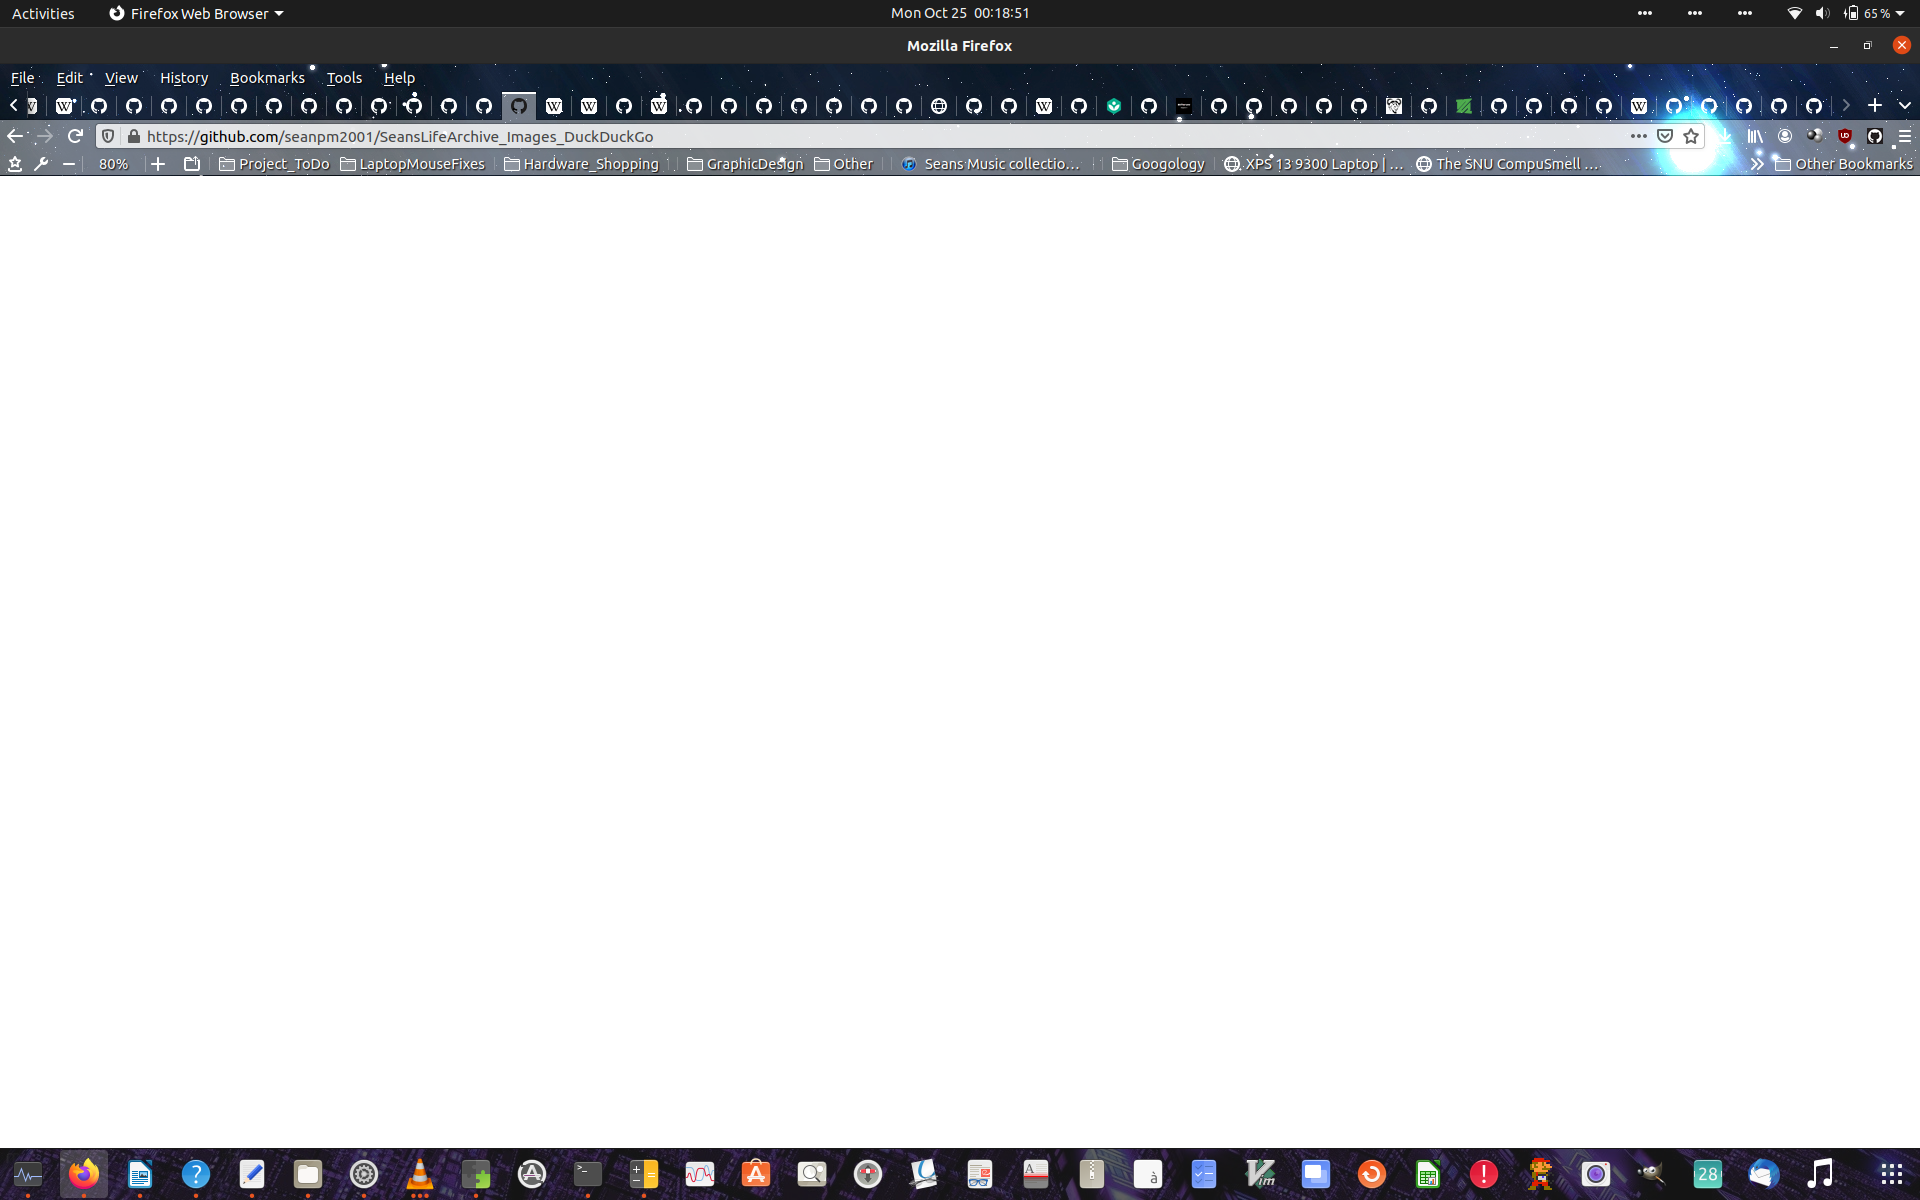 Activities Firefox Web Browser Mon Oct 25 00:18:51 65 %
Mozilla Firefox
File Edit View History Bookmarks Tools Help
https://github.com/seanpm2001/SeansLifeArchive_Images_DuckDuckGo
80% Project_ToDo LaptopMouseFixes Hardware_Shopping GraphicDesign Other Seans Music collectio... Googology XPS 13 9300 Laptop | ... The SNU CompuSmell ... Other Bookmarks
28